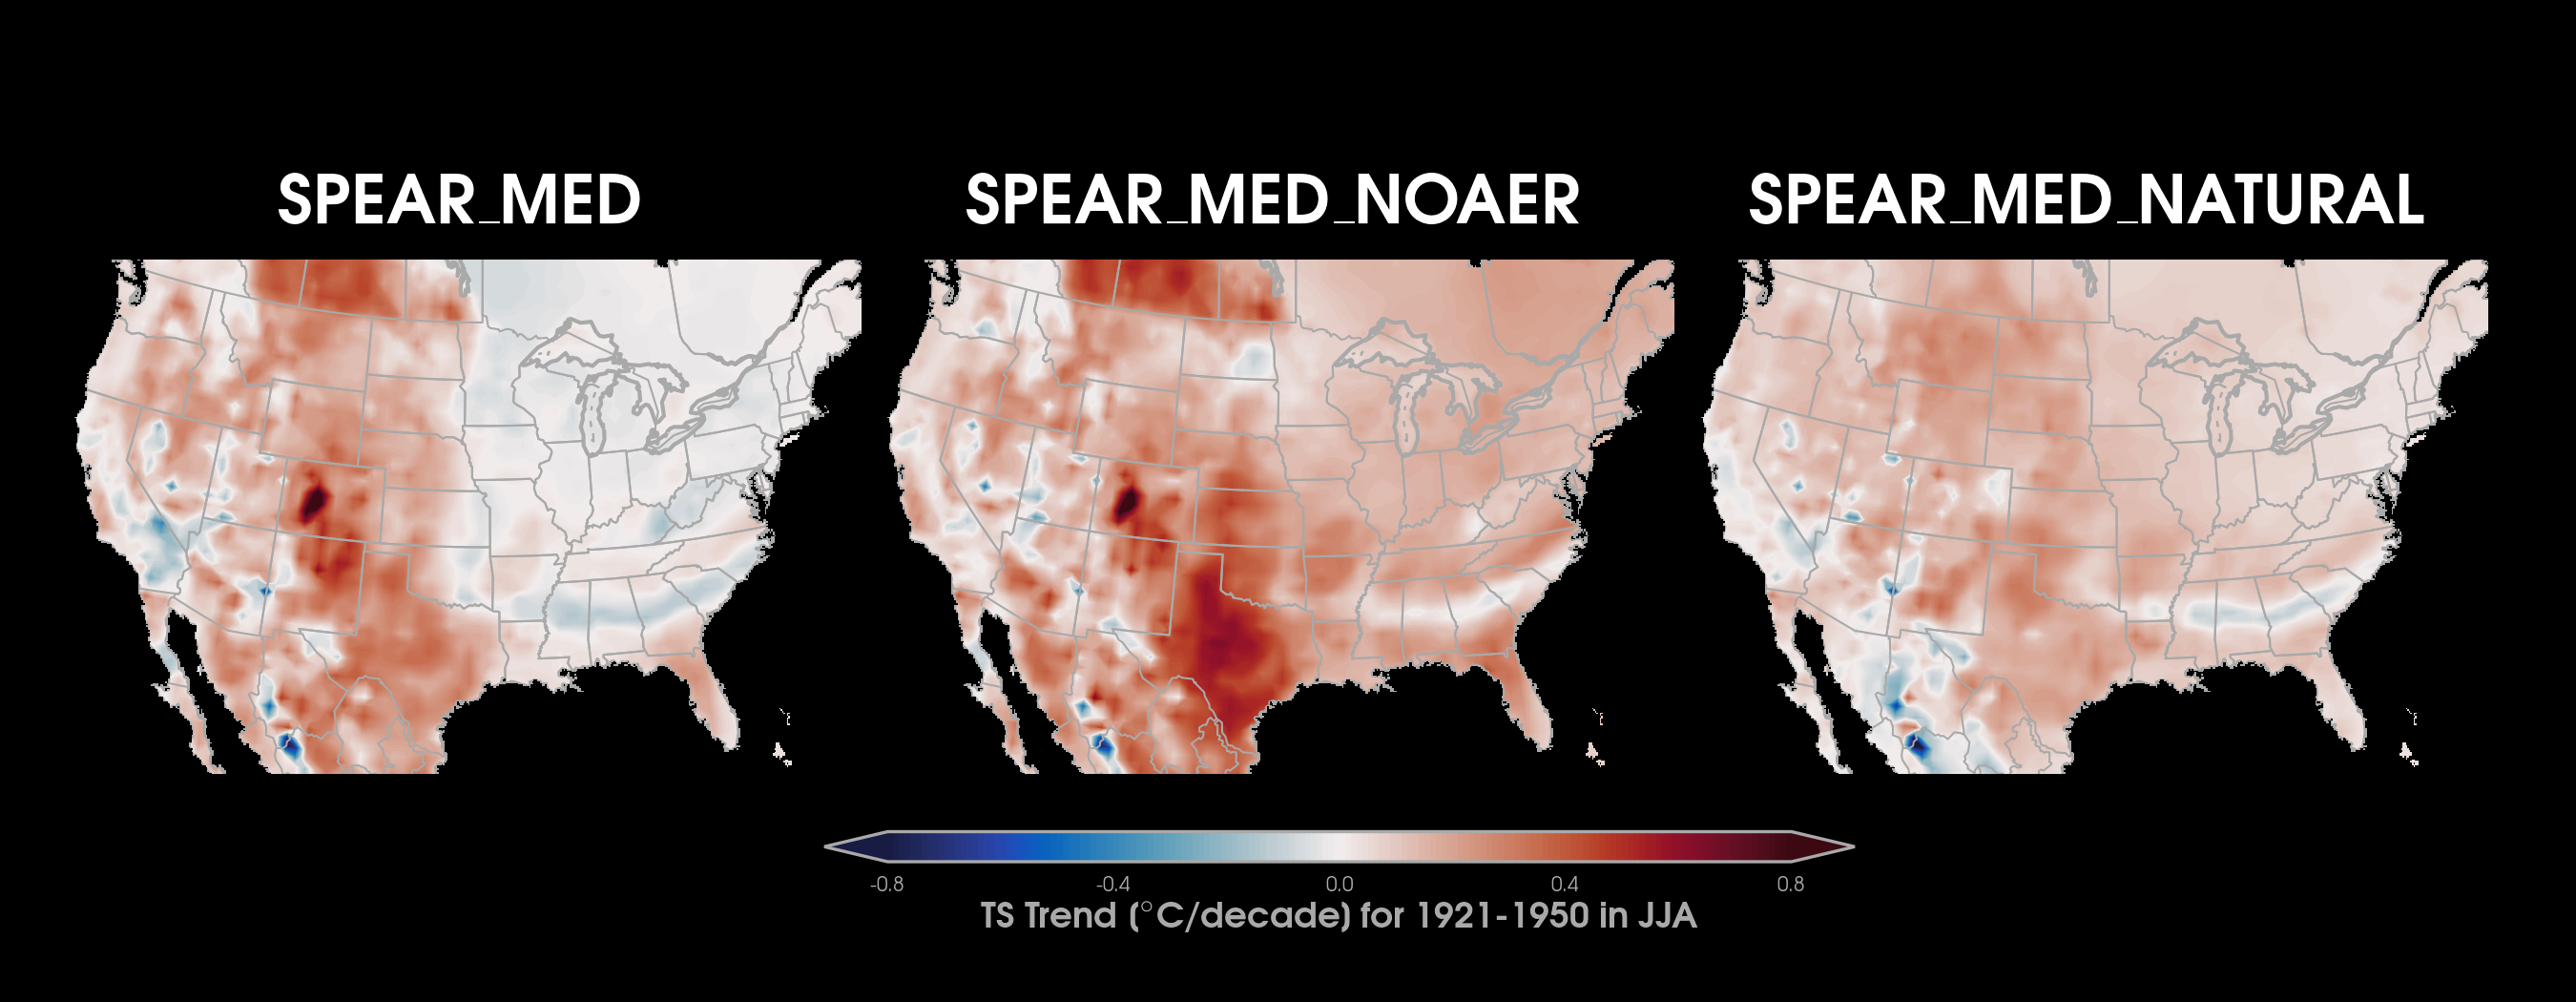 SPEAR_MED SPEAR_MED_NOAER SPEAR_MED_NATURAL
-0.8 -0.4 0.0 0.4 0.8
TS Trend (°C/decade) for 1921-1950 in JJA